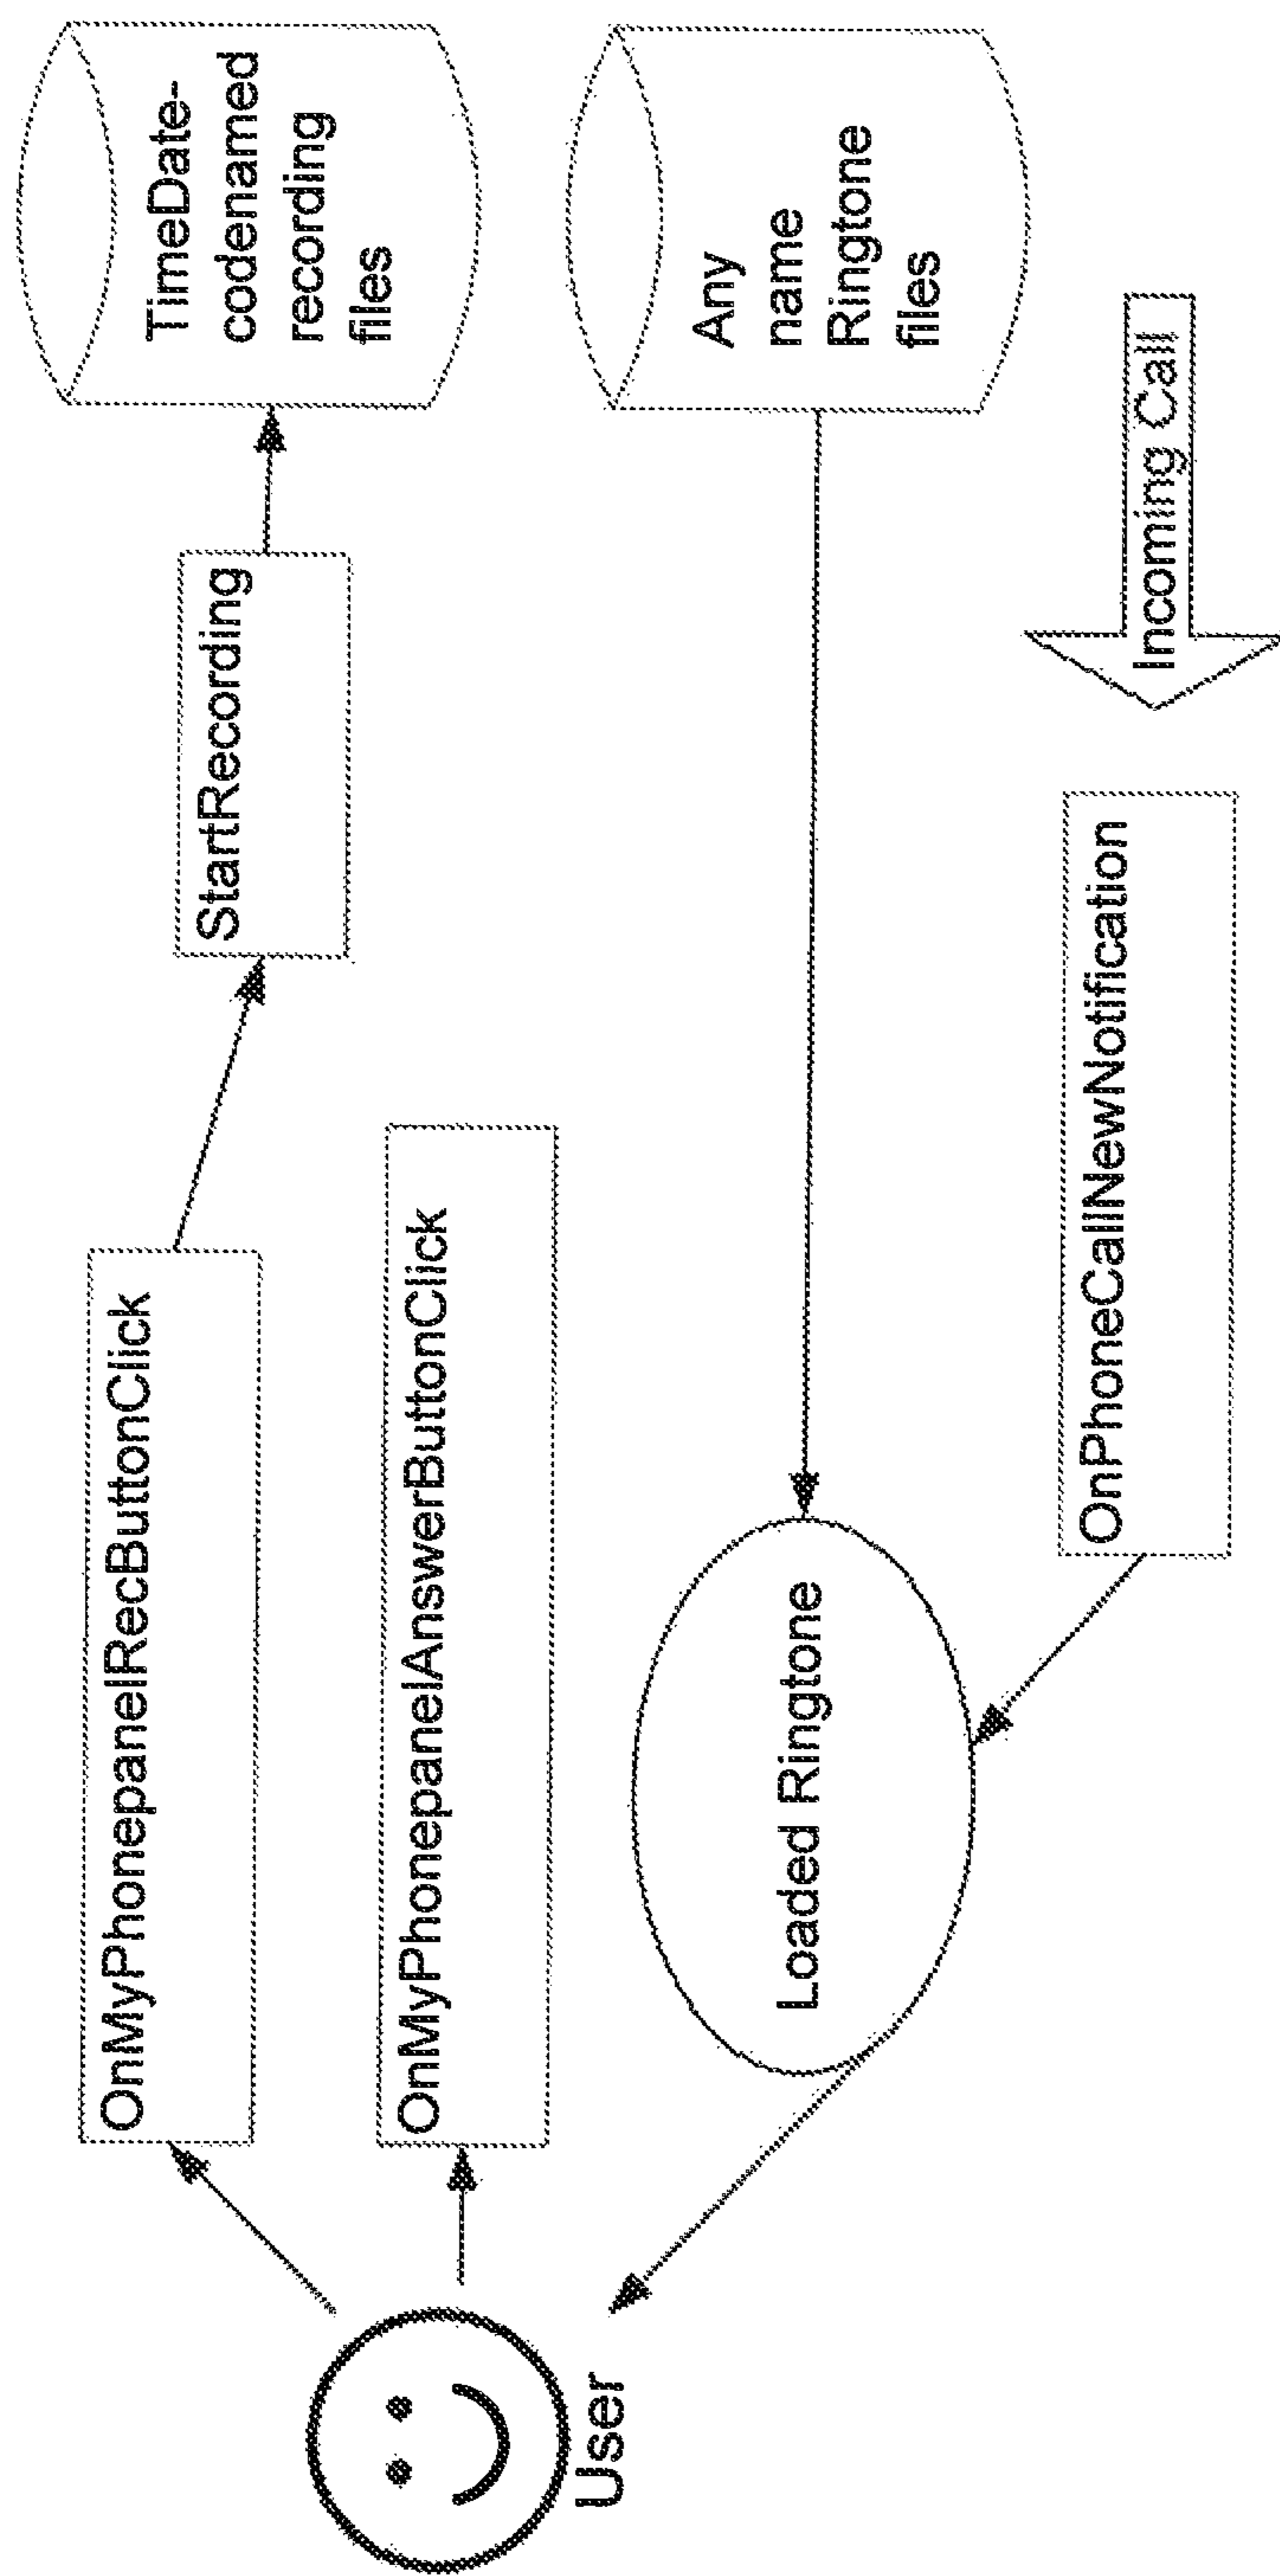 User
OnMyPhonepanelRecButtonClick
StartRecording
TimeDate-
codenamed
recording
files
OnMyPhonepanelAnswerButtonClick
Loaded Ringtone
Any
name
Ringtone
files
OnPhoneCallNewNotification
Incoming Call